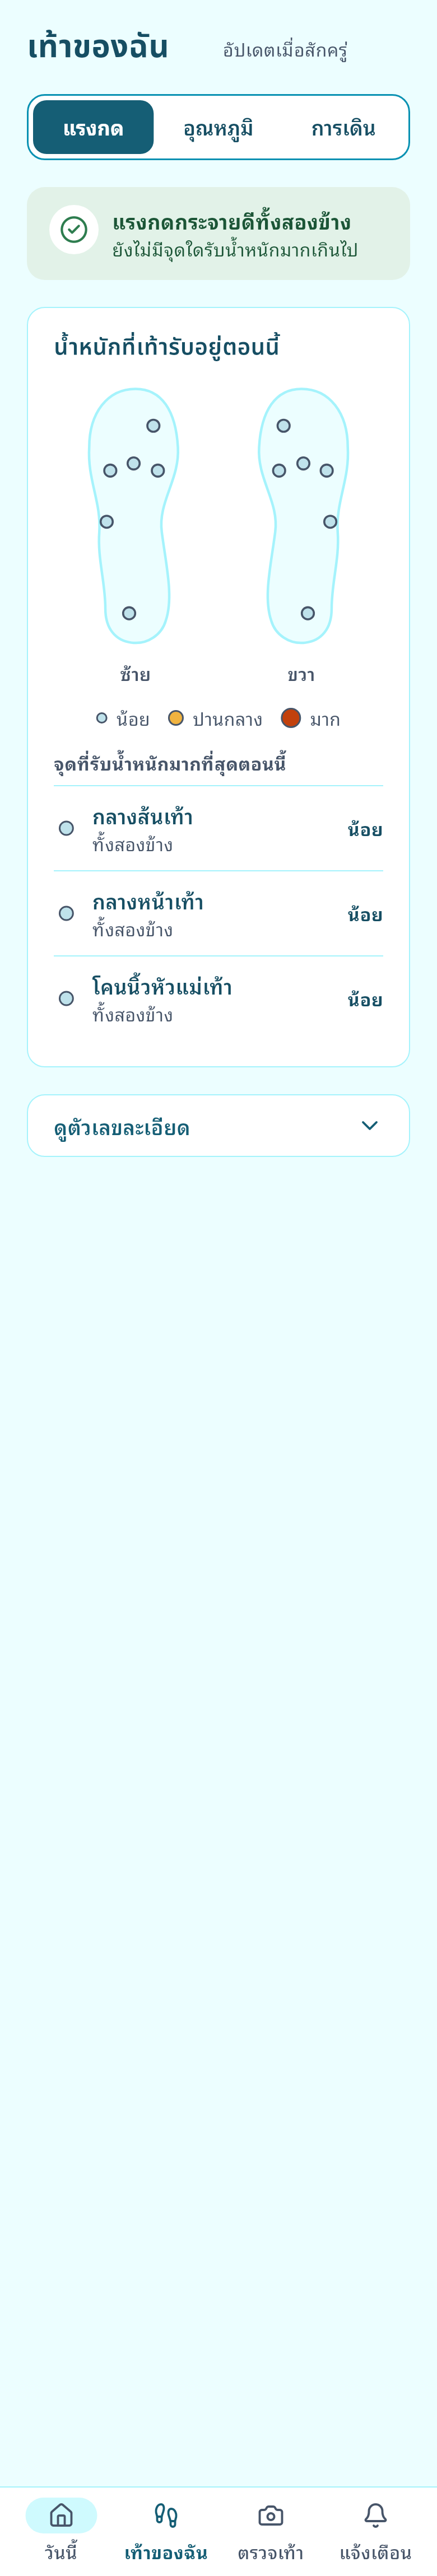 เท้าของฉัน
อัปเดตเมื่อสักครู่
แรงกด
อุณหภูมิ
การเดิน
แรงกดกระจายดีทั้งสองข้าง
ยังไม่มีจุดใดรับน้ำหนักมากเกินไป
น้ำหนักที่เท้ารับอยู่ตอนนี้
ซ้าย
ขวา
น้อย
ปานกลาง
มาก
จุดที่รับน้ำหนักมากที่สุดตอนนี้
กลางส้นเท้า
ทั้งสองข้าง
น้อย
กลางหน้าเท้า
ทั้งสองข้าง
น้อย
โคนนิ้วหัวแม่เท้า
ทั้งสองข้าง
น้อย
ดูตัวเลขละเอียด
วันนี้
เท้าของฉัน
ตรวจเท้า
แจ้งเตือน